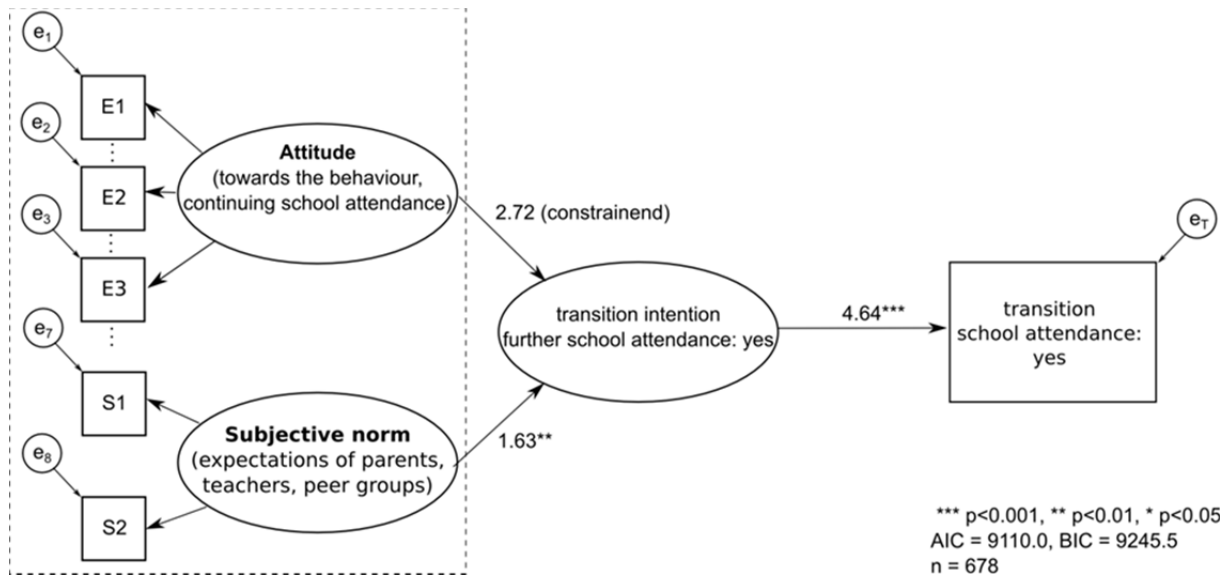 e1
E1
e2
E2
e3
E3
Attitude
(towards the behaviour,
continuing school attendance)
2.72 (constrainend)
eT
transition intention
further school attendance: yes
4.64***
transition
school attendance:
yes
e7
S1
e8
S2
Subjective norm
(expectations of parents,
teachers, peer groups)
1.63**
*** p<0.001, ** p<0.01, * p<0.05
AIC = 9110.0, BIC = 9245.5
n = 678